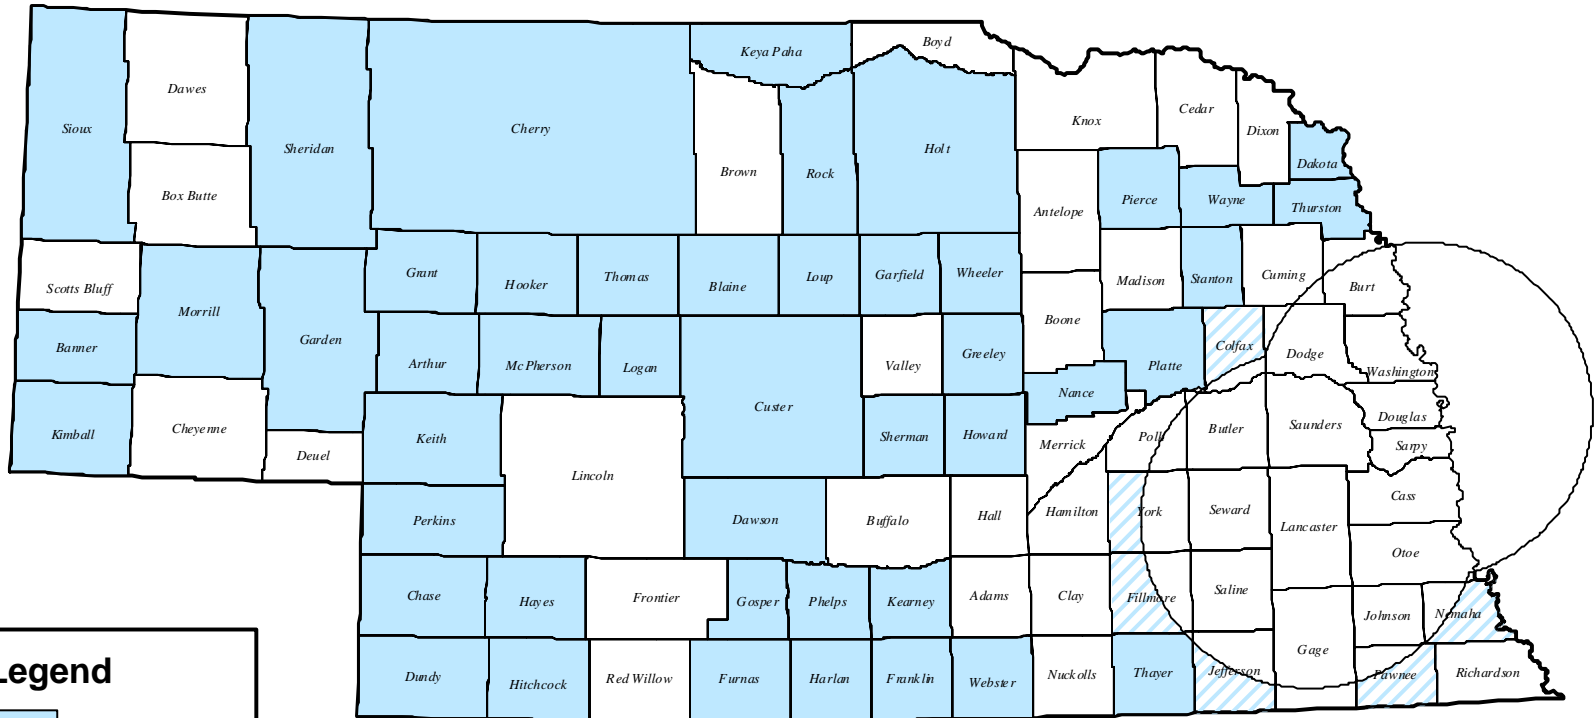 Boyd
Keya Paha
Dawes
Cedar
Knox
Sioux
Cherry
Dixon
Sheridan
Holt
Dakota
Brown
Rock
Box Butte
Pierce
Wayne
Thurston
Antelope
Grant
Hooker
Thomas
Blaine
Loup
Garfield
Wheeler
Madison
Stanton
Cuming
Burt
Scotts Bluff
Morrill
Garden
Boone
Banner
Arthur
McPherson
Logan
Valley
Greeley
Platte
Colfax
Dodge
Washington
Nance
Custer
Kimball
Cheyenne
Keith
Sherman
Howard
Merrick
Polk
Butler
Saunders
Douglas
Sarpy
Deuel
Lincoln
Perkins
Dawson
Buffalo
Hall
Hamilton
York
Seward
Lancaster
Cass
Otoe
Chase
Hayes
Frontier
Gosper
Phelps
Kearney
Adams
Clay
Fillmore
Saline
Johnson
Nemaha
Gage
Dundy
Hitchcock
Red Willow
Furnas
Harlan
Franklin
Webster
Nuckolls
Thayer
Jefferson
Pawnee
Richardson
Legend